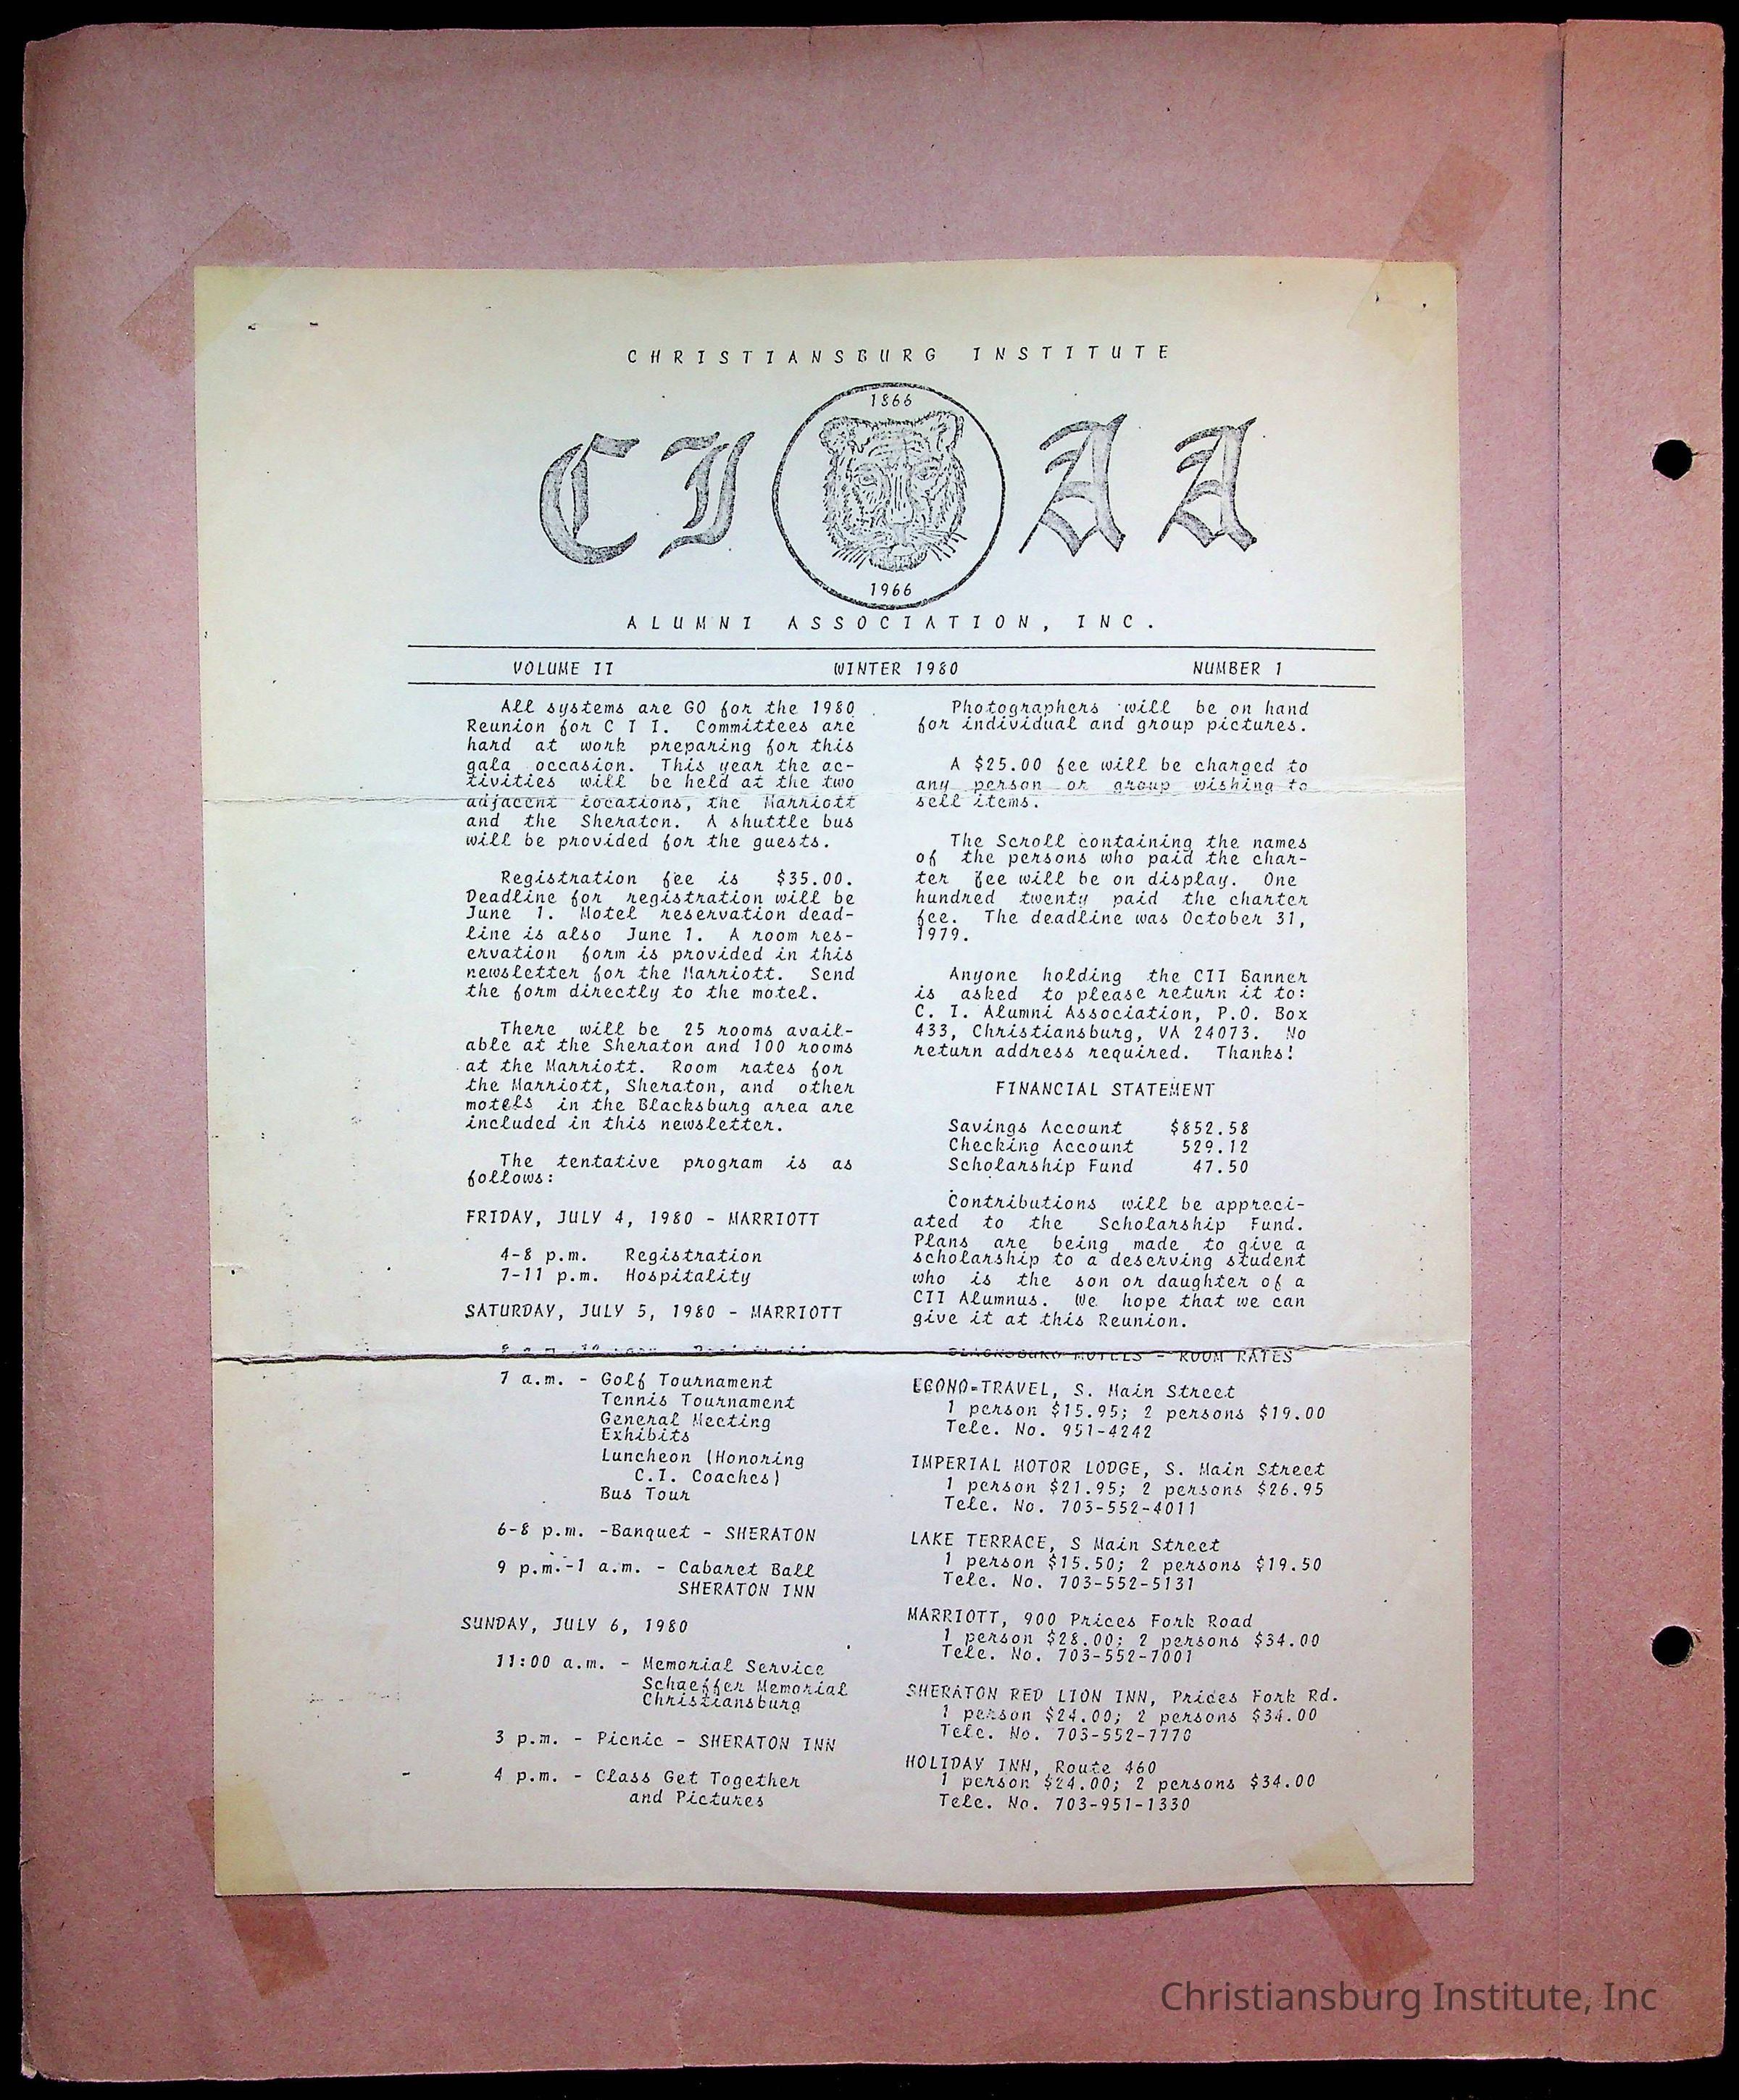 CHRISTIANSBURG INSTITUTE
CI AA
1866
1966
ALUMNI ASSOCIATION, INC.
VOLUME II WINTER 1980 NUMBER 1
All systems are GO for the 1980
Reunion for C I I. Committees are
hard at work preparing for this
gala occasion. This year the ac-
tivities will be held at the two
adjacent locations, the Marriott
and the Sheraton. A shuttle bus
will be provided for the guests.
Registration fee is $35.00.
Deadline for registration will be
June 1. Motel reservation dead-
line is also June 1. A room res-
ervation form is provided in this
newsletter for the Marriott. Send
the form directly to the motel.
There will be 25 rooms avail-
able at the Sheraton and 100 rooms
at the Marriott. Room rates for
the Marriott, Sheraton, and other
motels in the Blacksburg area are
included in this newsletter.
The tentative program is as
follows:
FRIDAY, JULY 4, 1980 - MARRIOTT
4-8 p.m. Registration
7-11 p.m. Hospitality
SATURDAY, JULY 5, 1980 - MARRIOTT
7 a.m. - Golf Tournament
Tennis Tournament
General Meeting
Exhibits
Luncheon (Honoring
C.I. Coaches)
Bus Tour
6-8 p.m. -Banquet - SHERATON
9 p.m.-1 a.m. - Cabaret Ball
SHERATON INN
SUNDAY, JULY 6, 1980
11:00 a.m. - Memorial Service
Schaeffer Memorial
Christiansburg
3 p.m. - Picnic - SHERATON INN
4 p.m. - Class Get Together
and Pictures
Photographers will be on hand
for individual and group pictures.
A $25.00 fee will be charged to
any person or group wishing to
sell items.
The Scroll containing the names
of the persons who paid the char-
ter fee will be on display. One
hundred twenty paid the charter
fee. The deadline was October 31,
1979.
Anyone holding the CII Banner
is asked to please return it to:
C. I. Alumni Association, P.O. Box
433, Christiansburg, VA 24073. No
return address required. Thanks!
FINANCIAL STATEMENT
Savings Account $852.58
Checking Account 529.12
Scholarship Fund 47.50
Contributions will be appreci-
ated to the Scholarship Fund.
Plans are being made to give a
scholarship to a deserving student
who is the son or daughter of a
CII Alumnus. We hope that we can
give it at this Reunion.
BLACKSBURG MOTELS - ROOM RATES
ECONO-TRAVEL, S. Main Street
1 person $15.95; 2 persons $19.00
Tele. No. 951-4242
IMPERIAL MOTOR LODGE, S. Main Street
1 person $21.95; 2 persons $26.95
Tele. No. 703-552-4011
LAKE TERRACE, S Main Street
1 person $15.50; 2 persons $19.50
Tele. No. 703-552-5131
MARRIOTT, 900 Prices Fork Road
1 person $28.00; 2 persons $34.00
Tele. No. 703-552-7001
SHERATON RED LION INN, Prices Fork Rd.
1 person $24.00; 2 persons $34.00
Tele. No. 703-552-7770
HOLIDAY INN, Route 460
1 person $24.00; 2 persons $34.00
Tele. No. 703-951-1330
Christiansburg Institute, Inc